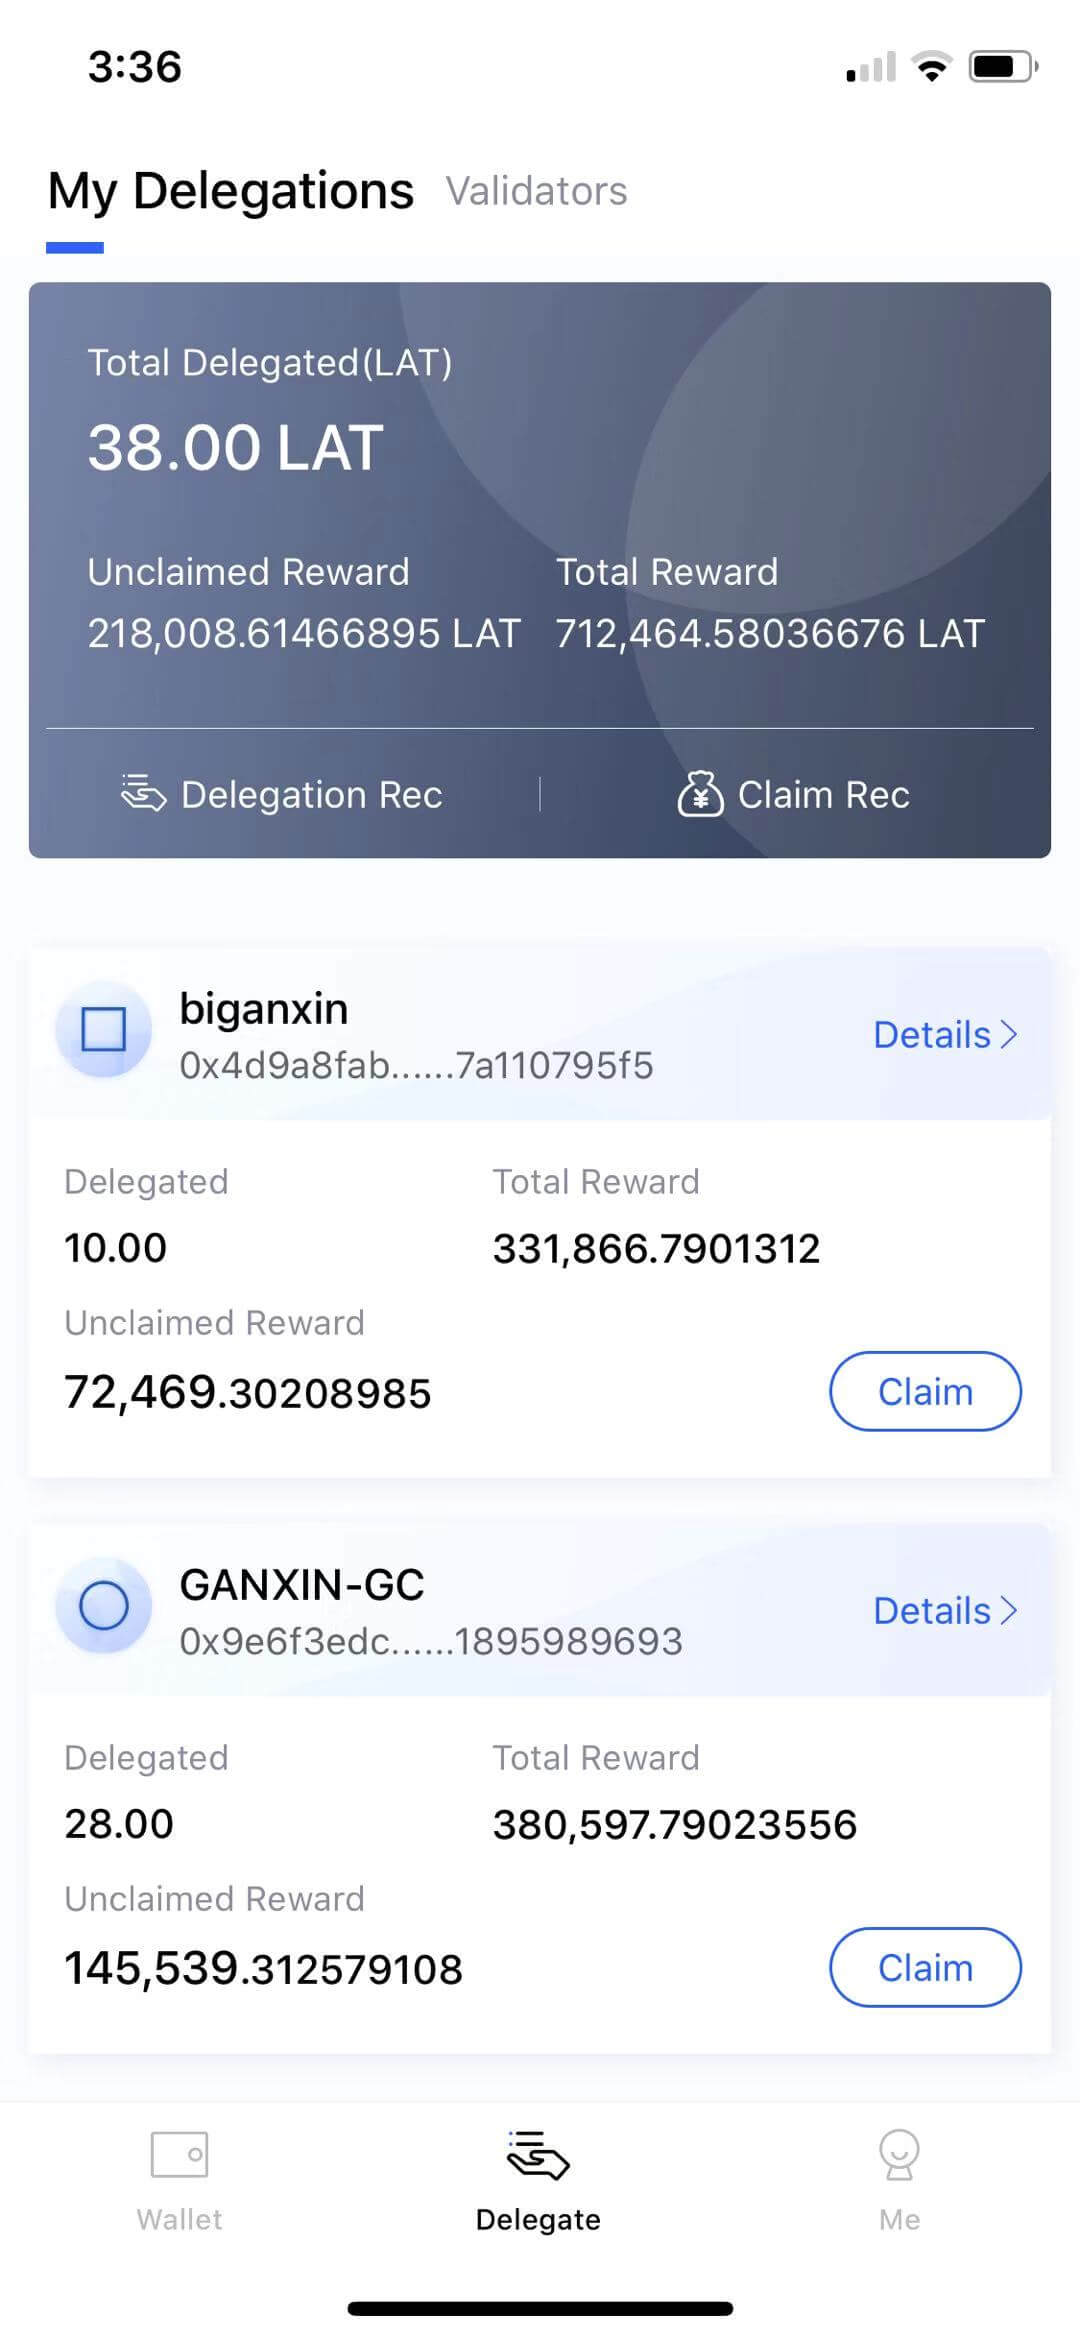 3:36
My Delegations Validators
Total Delegated(LAT)
38.00 LAT
Unclaimed Reward Total Reward
218,008.61466895 LAT 712,464.58036676 LAT
Delegation Rec Claim Rec
biganxin
0x4d9a8fab......7a110795f5
Details
Delegated Total Reward
10.00 331,866.7901312
Unclaimed Reward
72,469.30208985
Claim
GANXIN-GC
0x9e6f3edc......1895989693
Details
Delegated Total Reward
28.00 380,597.79023556
Unclaimed Reward
145,539.312579108
Claim
Wallet Delegate Me